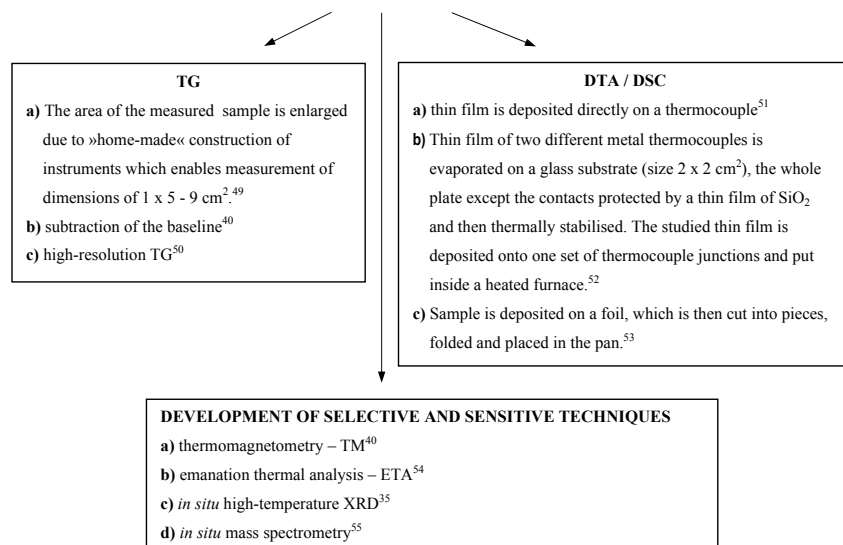 TG
a) The area of the measured sample is enlarged
due to »home-made« construction of
instruments which enables measurement of
dimensions of 1 x 5 - 9 cm².⁴⁹
b) subtraction of the baseline⁴⁰
c) high-resolution TG⁵⁰
DTA / DSC
a) thin film is deposited directly on a thermocouple⁵¹
b) Thin film of two different metal thermocouples is
evaporated on a glass substrate (size 2 x 2 cm²), the whole
plate except the contacts protected by a thin film of SiO₂
and then thermally stabilised. The studied thin film is
deposited onto one set of thermocouple junctions and put
inside a heated furnace.⁵²
c) Sample is deposited on a foil, which is then cut into pieces,
folded and placed in the pan.⁵³
DEVELOPMENT OF SELECTIVE AND SENSITIVE TECHNIQUES
a) thermomagnetometry – TM⁴⁰
b) emanation thermal analysis – ETA⁵⁴
c) in situ high-temperature XRD³⁵
d) in situ mass spectrometry⁵⁵